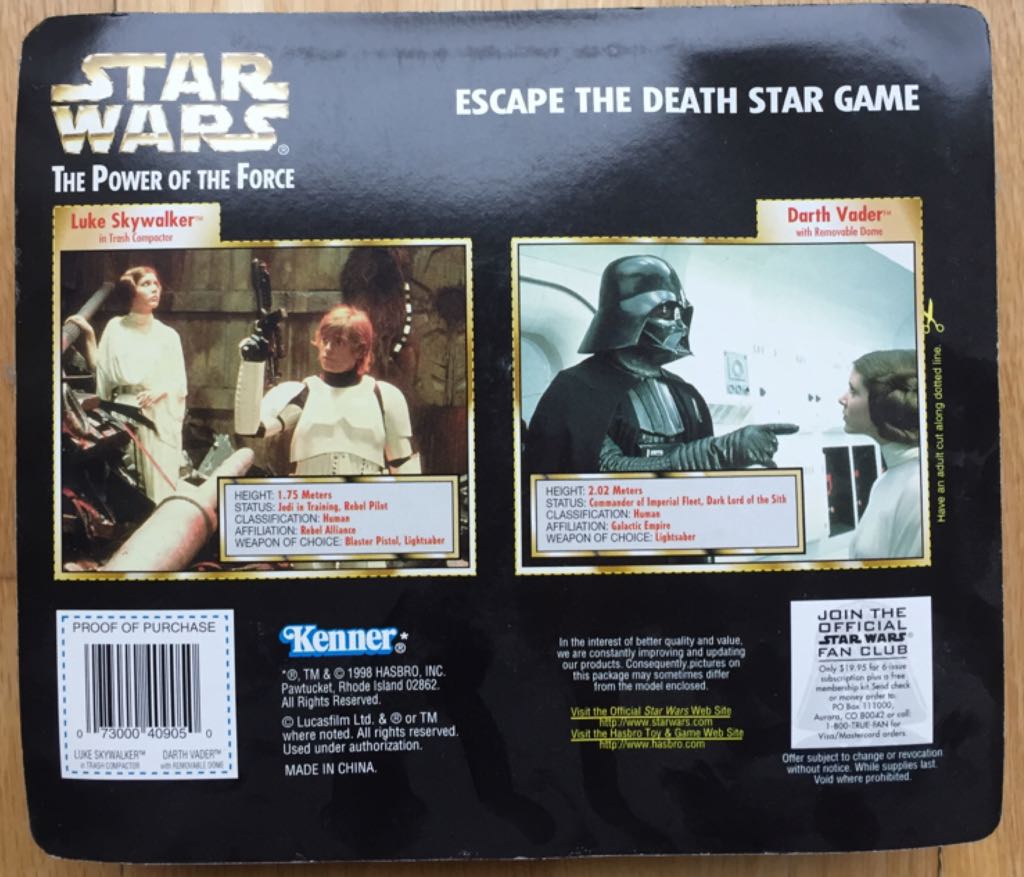 STAR
WARS®
THE POWER OF THE FORCE
ESCAPE THE DEATH STAR GAME
Luke Skywalker™
in Trash Compactor
HEIGHT: 1.75 Meters
STATUS: Jedi in Training, Rebel Pilot
CLASSIFICATION: Human
AFFILIATION: Rebel Alliance
WEAPON OF CHOICE: Blaster Pistol, Lightsaber
Darth Vader™
with Removable Dome
HEIGHT: 2.02 Meters
STATUS: Commander of Imperial Fleet, Dark Lord of the Sith
CLASSIFICATION: Human
AFFILIATION: Galactic Empire
WEAPON OF CHOICE: Lightsaber
Have an adult cut along dotted line.
PROOF OF PURCHASE
0 73000 40905 0
LUKE SKYWALKER™ DARTH VADER™
in TRASH COMPACTOR with REMOVABLE DOME
Kenner®*
*®, TM & © 1998 HASBRO, INC.
Pawtucket, Rhode Island 02862.
All Rights Reserved.
© Lucasfilm Ltd. & ® or TM
where noted. All rights reserved.
Used under authorization.
MADE IN CHINA.
In the interest of better quality and value,
we are constantly improving and updating
our products. Consequently, pictures on
this package may sometimes differ
from the model enclosed.
Visit the Official Star Wars Web Site
http://www.starwars.com
Visit the Hasbro Toy & Game Web Site
http://www.hasbro.com
JOIN THE
OFFICIAL
STAR WARS®
FAN CLUB
Only $19.95 for 6-issue
subscription plus a free
membership kit. Send check
or money order to:
PO Box 111000,
Aurora, CO 80042 or call
1-800-TRUE-FAN for
Visa/Mastercard orders.
Offer subject to change or revocation
without notice. While supplies last.
Void where prohibited.